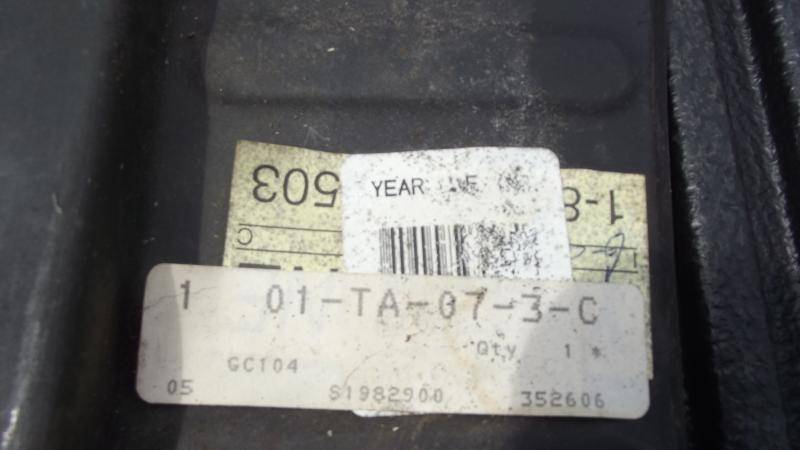 503
1-8
YEAR
C
1 01-TA-07-3-C
Qty 1 *
GC104
05 S1982900 352606